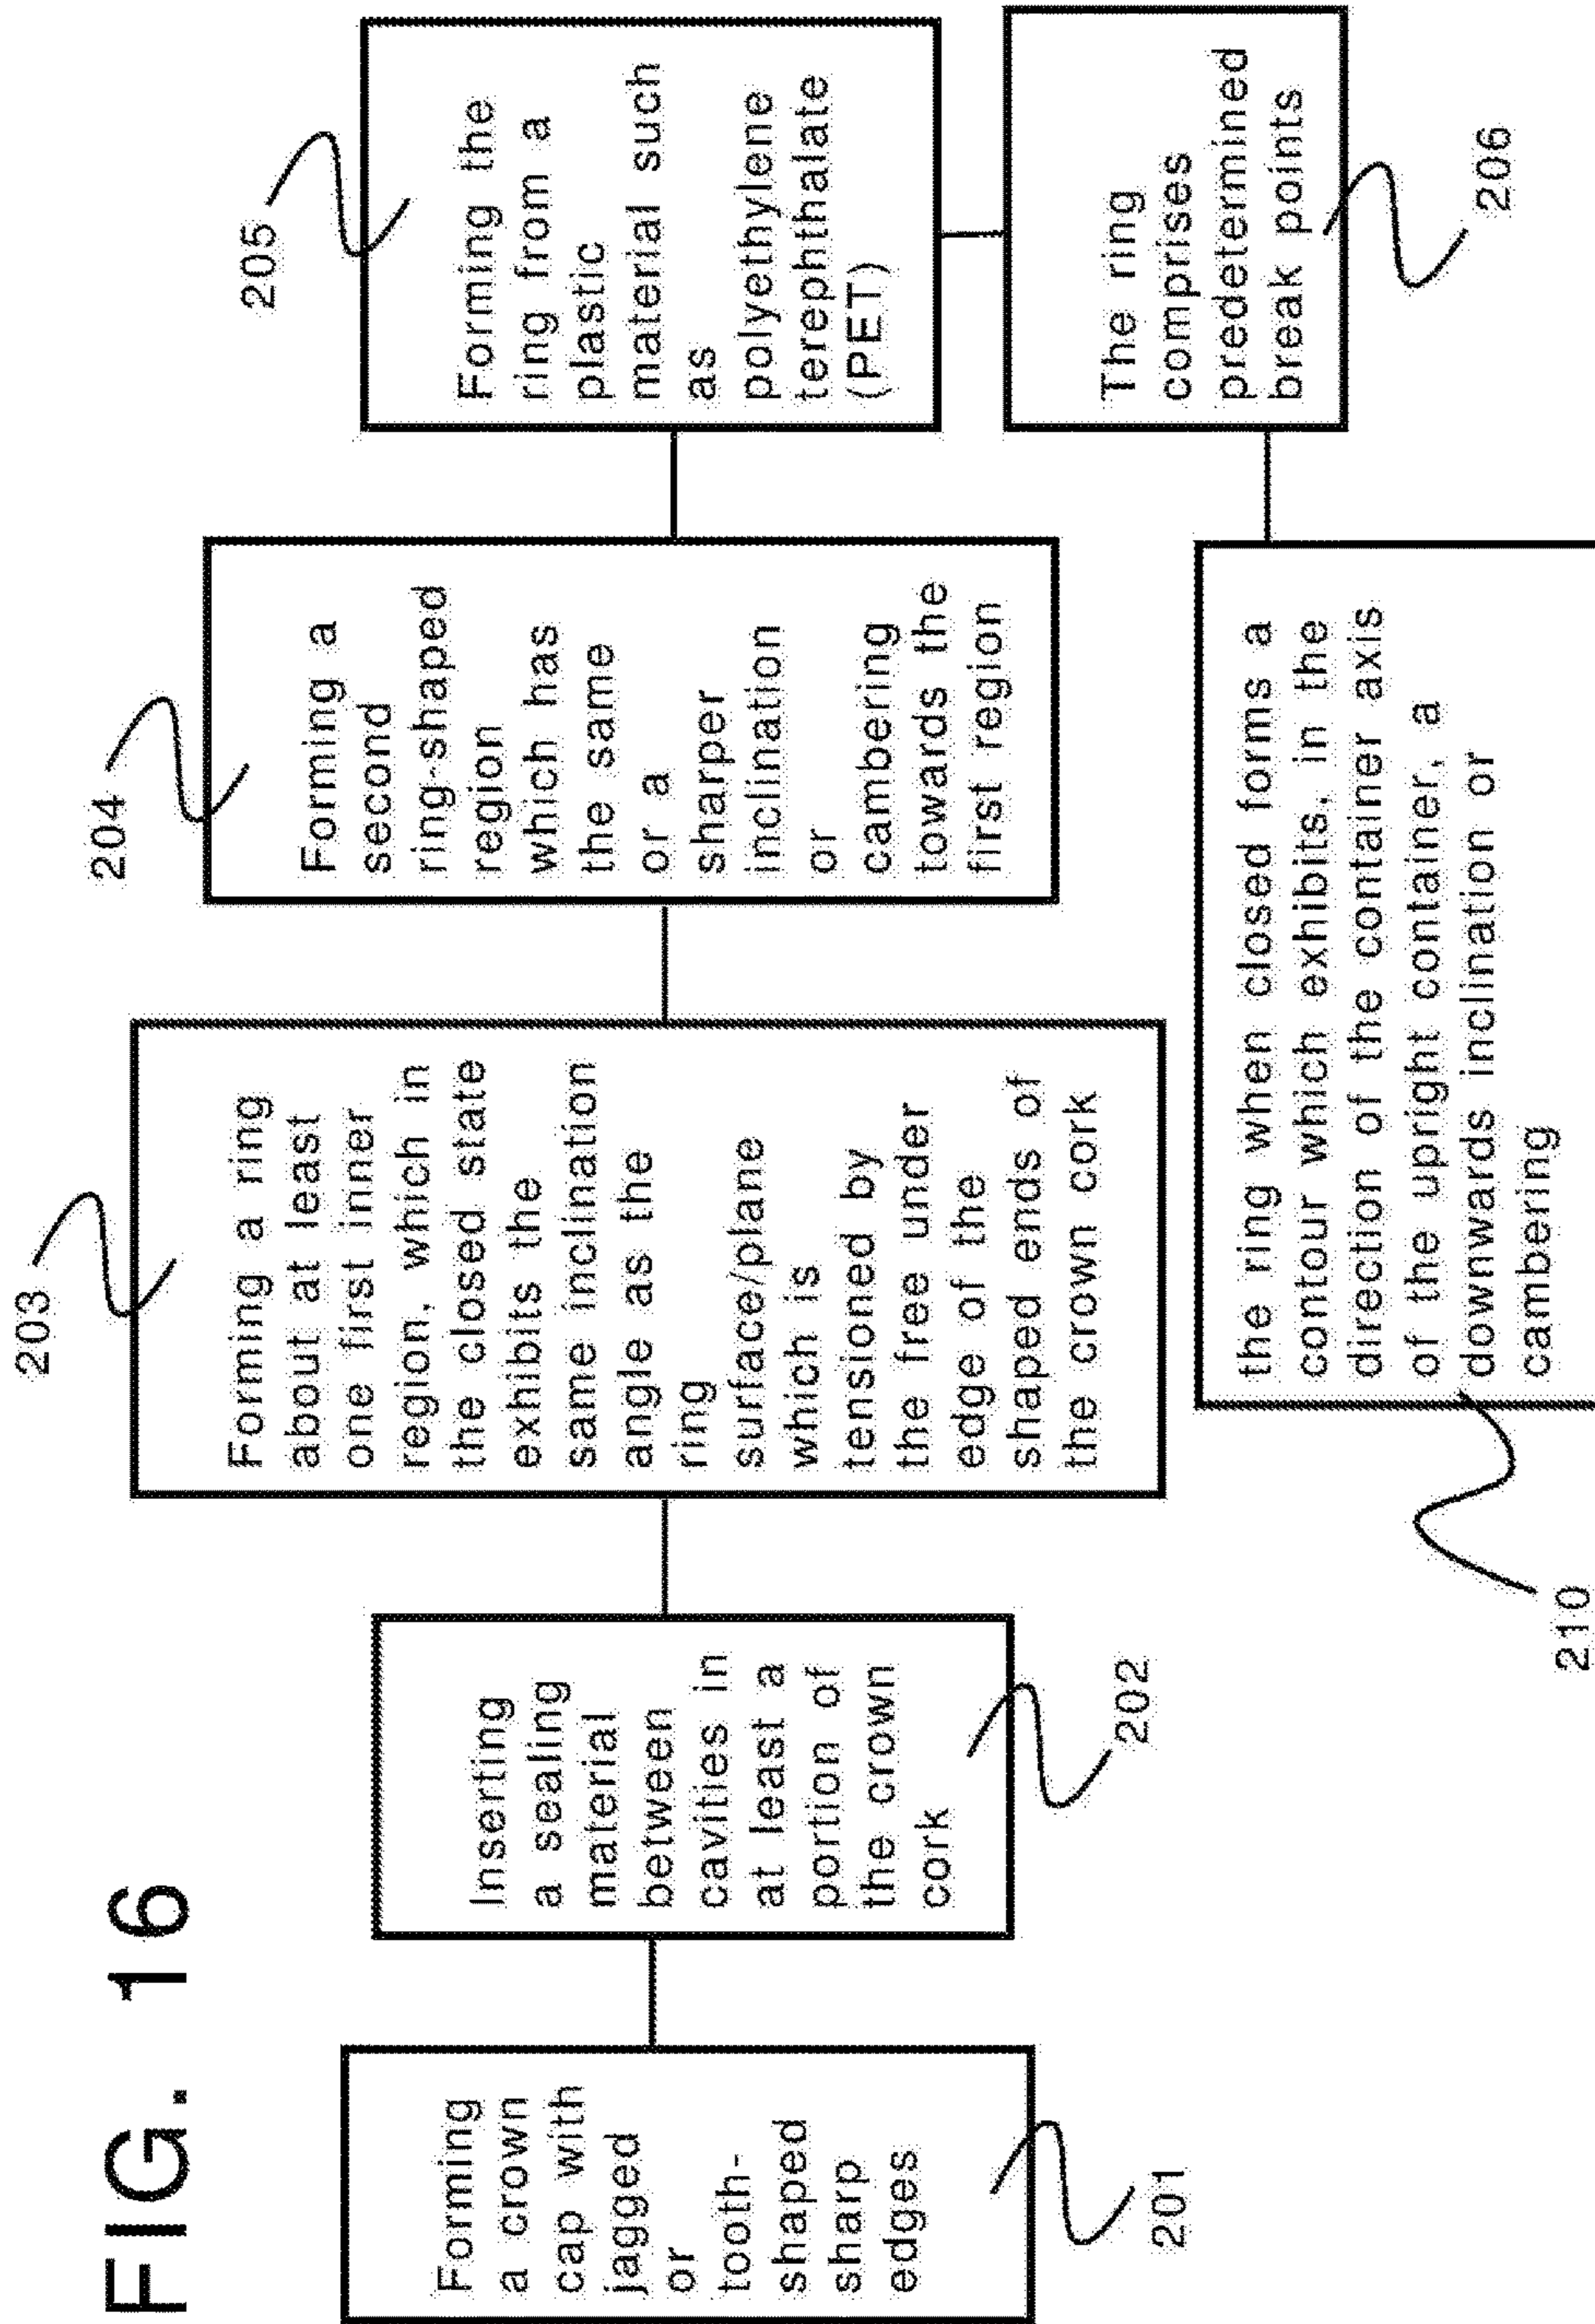 FIG. 16
201
Forming
a crown
cap with
jagged
or
tooth-
shaped
sharp
edges
202
Inserting
a sealing
material
between
cavities in
at least a
portion of
the crown
cork
203
Forming a ring
about at least
one first inner
region, which in
the closed state
exhibits the
same inclination
angle as the
ring
surface/plane
which is
tensioned by
the free under
edge of the
shaped ends of
the crown cork
204
Forming a
second
ring-shaped
region
which has
the same
or a
sharper
inclination
or
cambering
towards the
first region
205
Forming the
ring from a
plastic
material such
as
polyethylene
terephthalate
(PET)
206
The ring
comprises
predetermined
break points
210
the ring when closed forms a
contour which exhibits, in the
direction of the container axis
of the upright container, a
downwards inclination or
cambering